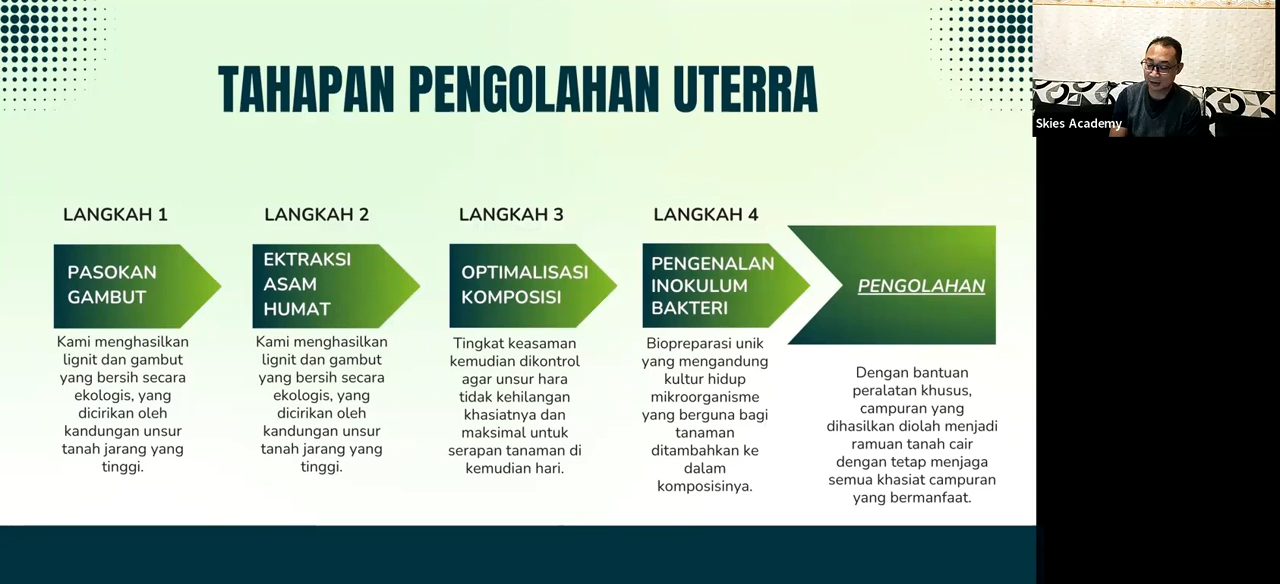 TAHAPAN PENGOLAHAN UTERRA
Skies Academy
LANGKAH 1
PASOKAN
GAMBUT
Kami menghasilkan
lignit dan gambut
yang bersih secara
ekologis, yang
dicirikan oleh
kandungan unsur
tanah jarang yang
tinggi.
LANGKAH 2
EKTRAKSI
ASAM
HUMAT
Kami menghasilkan
lignit dan gambut
yang bersih secara
ekologis, yang
dicirikan oleh
kandungan unsur
tanah jarang yang
tinggi.
LANGKAH 3
OPTIMALISASI
KOMPOSISI
Tingkat keasaman
kemudian dikontrol
agar unsur hara
tidak kehilangan
khasiatnya dan
maksimal untuk
serapan tanaman di
kemudian hari.
LANGKAH 4
PENGENALAN
INOKULUM
BAKTERI
Biopreparasi unik
yang mengandung
kultur hidup
mikroorganisme
yang berguna bagi
tanaman
ditambahkan ke
dalam
komposisinya.
PENGOLAHAN
Dengan bantuan
peralatan khusus,
campuran yang
dihasilkan diolah menjadi
ramuan tanah cair
dengan tetap menjaga
semua khasiat campuran
yang bermanfaat.